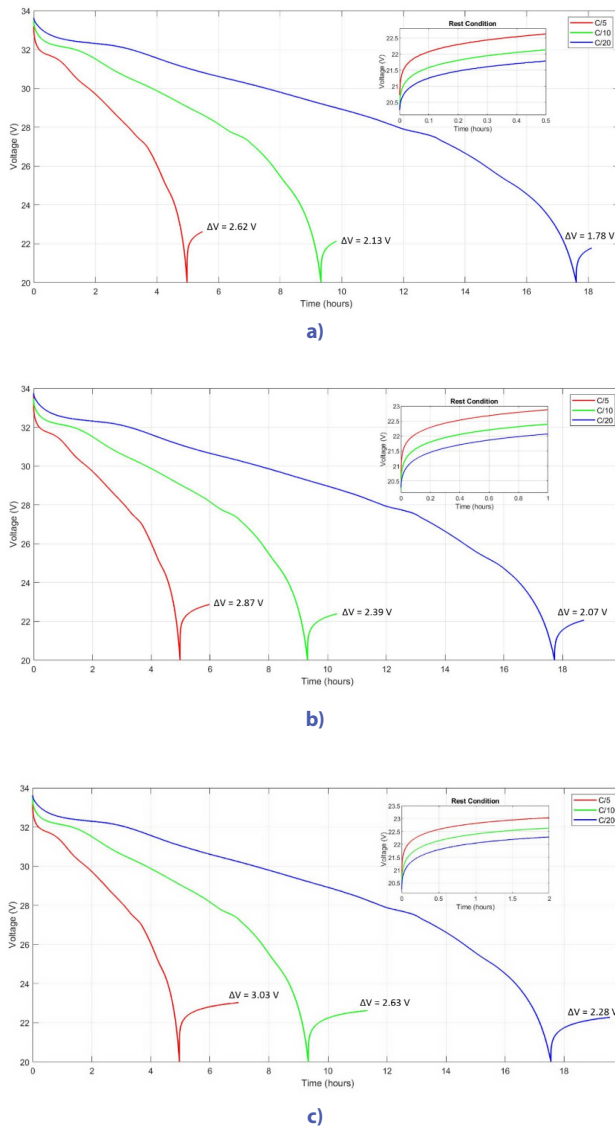 34
32
30
28
26
24
22
20
Voltage (V)
0 2 4 6 8 10 12 14 16 18
Time (hours)
Rest Condition
22.5
22
21.5
21
20.5
Voltage (V)
0 0.1 0.2 0.3 0.4 0.5
Time (hours)
C/5
C/10
C/20
ΔV = 2.62 V
ΔV = 2.13 V
ΔV = 1.78 V
a)
34
32
30
28
26
24
22
20
Voltage (V)
0 2 4 6 8 10 12 14 16 18
Time (hours)
Rest Condition
23
22.5
22
21.5
21
20.5
Voltage (V)
0 0.2 0.4 0.6 0.8 1
Time (hours)
C/5
C/10
C/20
ΔV = 2.87 V
ΔV = 2.39 V
ΔV = 2.07 V
b)
34
32
30
28
26
24
22
20
Voltage (V)
0 2 4 6 8 10 12 14 16 18
Time (hours)
Rest Condition
23.5
23
22.5
22
21.5
21
20.5
Voltage (V)
0 0.5 1 1.5 2
Time (hours)
C/5
C/10
C/20
ΔV = 3.03 V
ΔV = 2.63 V
ΔV = 2.28 V
c)